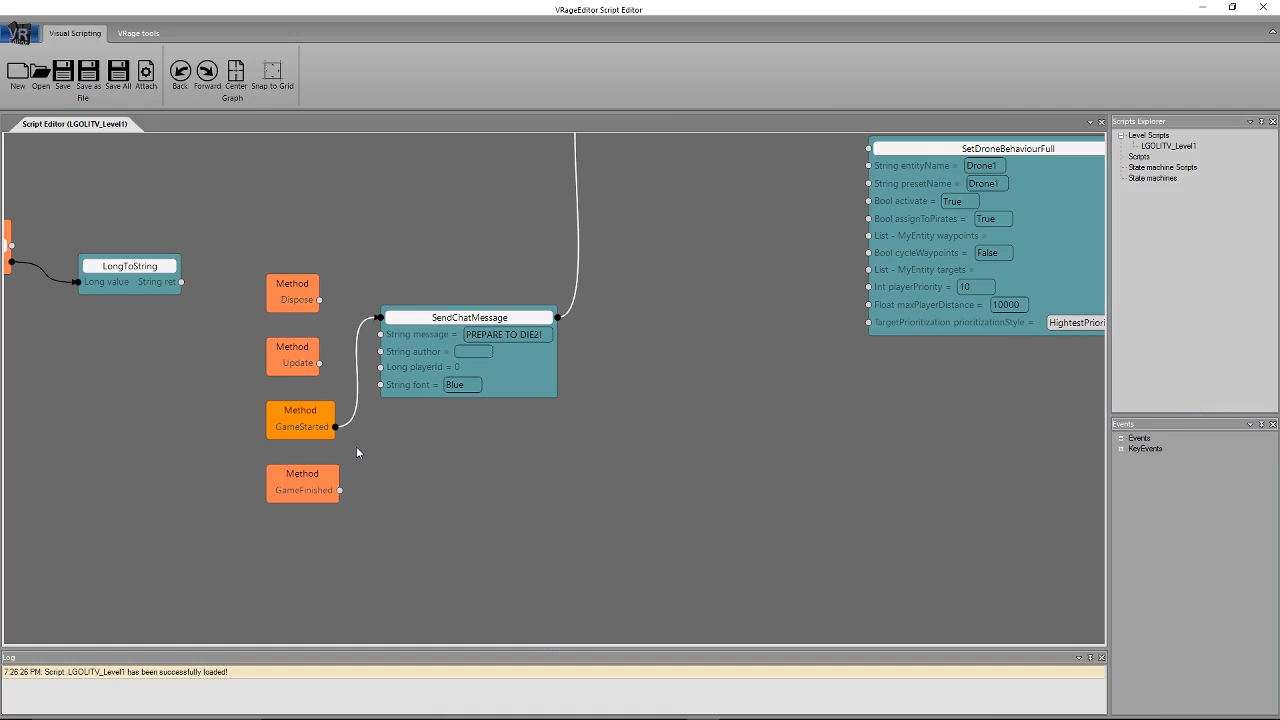 VRageEditor Script Editor
Visual Scripting
VRage tools
New
Open
Save
Save as
Save All
Attach
Back
Forward
Center
Snap to Grid
File
Graph
Script Editor (LGOLITV_Level1)
LongToString
Long value
String ret
Method
Dispose
Method
Update
Method
GameStarted
Method
GameFinished
SendChatMessage
String message = PREPARE TO DIE2!
String author =
Long playerId = 0
String font = Blue
SetDroneBehaviourFull
String entityName = Drone1
String presetName = Drone1
Bool activate = True
Bool assignToPirates = True
List - MyEntity waypoints =
Bool cycleWaypoints = False
List - MyEntity targets =
Int playerPriority = 10
Float maxPlayerDistance = 10000
TargetPrioritization prioritizationStyle = HighestPriori
Scripts Explorer
Level Scripts
LGOLITV_Level1
Scripts
State machine Scripts
State machines
Events
Events
KeyEvents
Log
7:26:26 PM: Script: LGOLITV_Level1 has been successfully loaded!